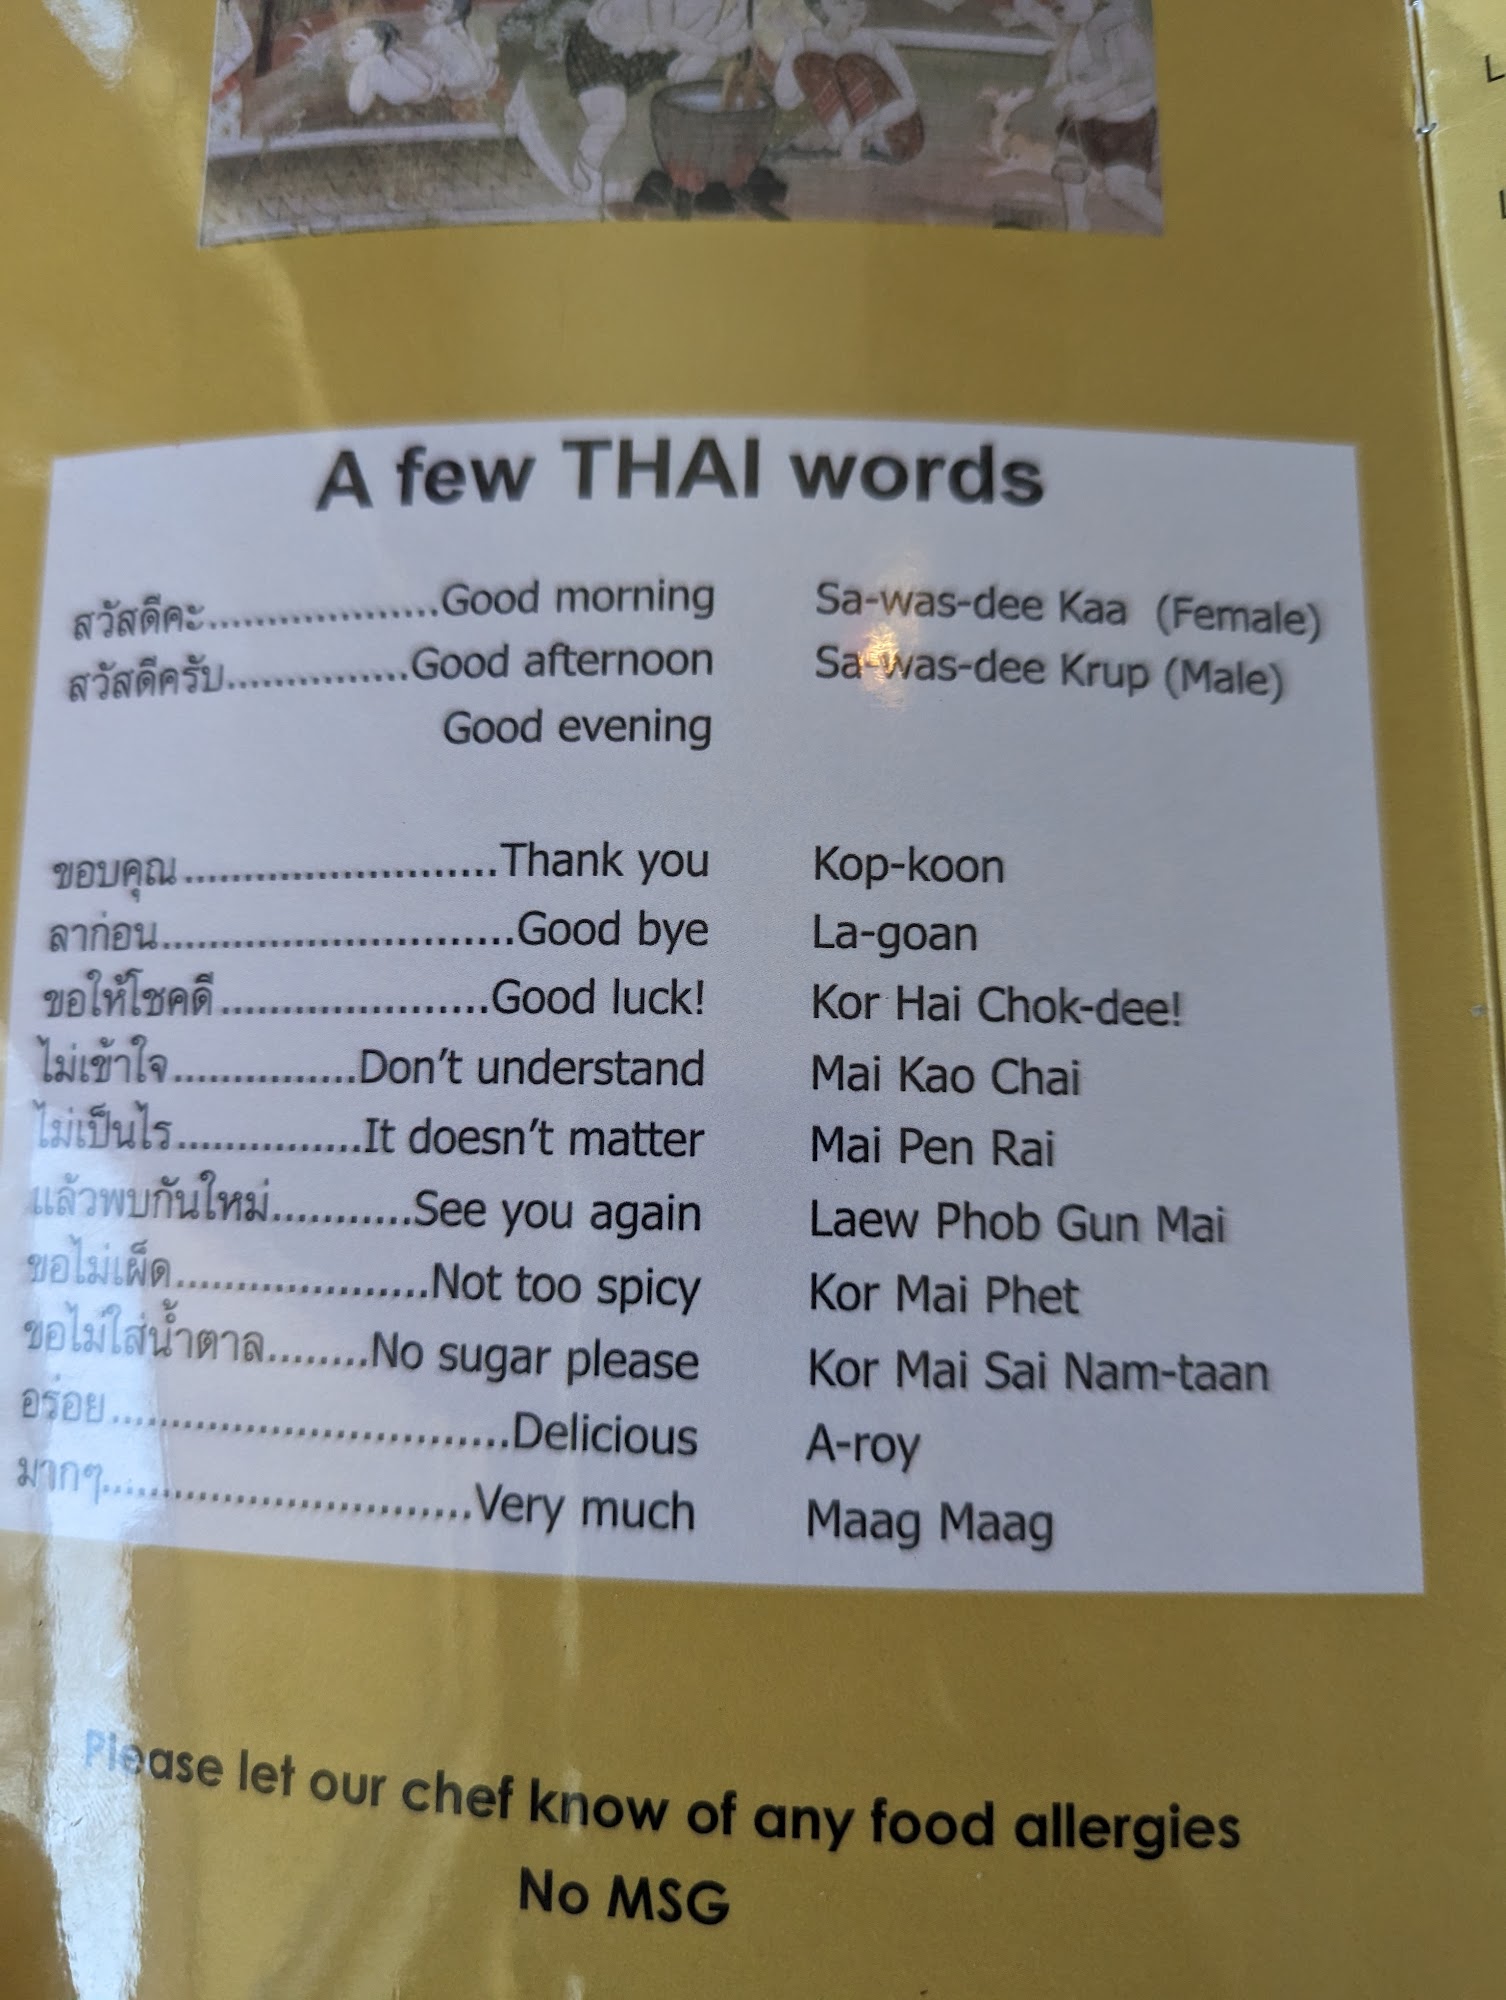 A few THAI words
สวัสดีคะ...................Good morning Sa-was-dee Kaa (Female)
สวัสดีครับ...............Good afternoon Sa-was-dee Krup (Male)
Good evening
ขอบคุณ..........................Thank you Kop-koon
ลาก่อน.............................Good bye La-goan
ขอให้โชคดี......................Good luck! Kor Hai Chok-dee!
ไม่เข้าใจ...............Don't understand Mai Kao Chai
ไม่เป็นไร...............It doesn't matter Mai Pen Rai
แล้วพบกันใหม่...........See you again Laew Phob Gun Mai
ขอไม่เผ็ด.....................Not too spicy Kor Mai Phet
ขอไม่ใส่น้ำตาล........No sugar please Kor Mai Sai Nam-taan
อร่อย.................................Delicious A-roy
มากๆ...............................Very much Maag Maag
Please let our chef know of any food allergies
No MSG